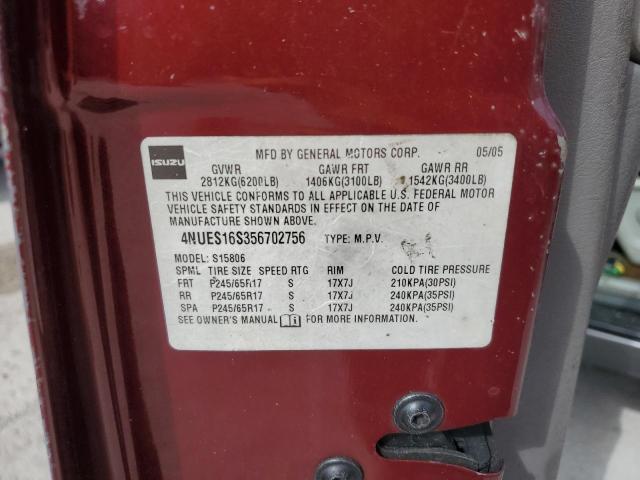 ISUZU
MFD BY GENERAL MOTORS CORP. 05/05
GVWR GAWR FRT GAWR RR
2812KG(6200LB) 1406KG(3100LB) 1542KG(3400LB)
THIS VEHICLE CONFORMS TO ALL APPLICABLE U.S. FEDERAL MOTOR
VEHICLE SAFETY STANDARDS IN EFFECT ON THE DATE OF
MANUFACTURE SHOWN ABOVE.
4NUES16S356702756 TYPE: M.P.V.
MODEL: S15806
SPML TIRE SIZE SPEED RTG RIM COLD TIRE PRESSURE
FRT P245/65R17 S 17X7J 210KPA(30PSI)
RR P245/65R17 S 17X7J 240KPA(35PSI)
SPA P245/65R17 S 17X7J 240KPA(35PSI)
SEE OWNER'S MANUAL FOR MORE INFORMATION.